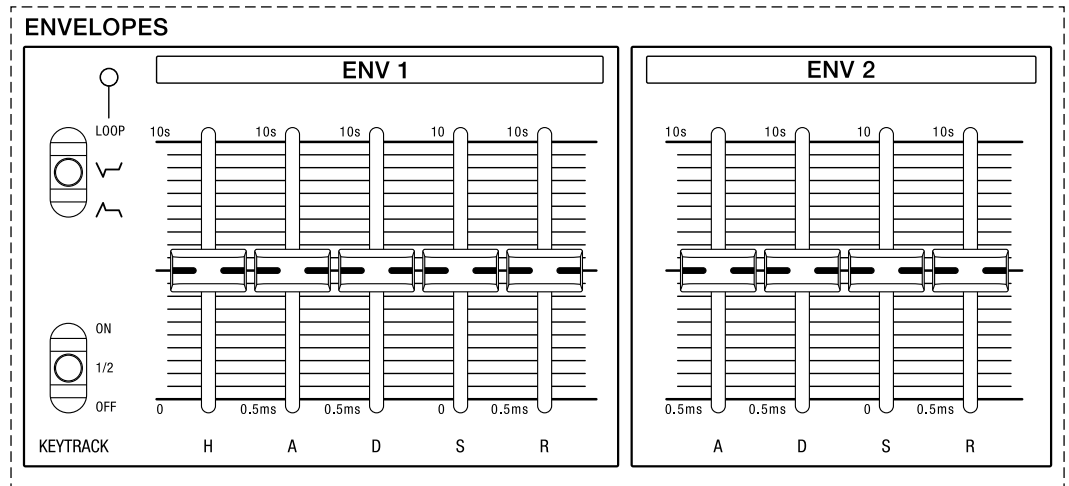 ENVELOPES
ENV 1
ENV 2
LOOP
10s 10s 10s 10 10s
10s 10s 10 10s
ON
1/2
OFF
0 0.5ms 0.5ms 0 0.5ms
0.5ms 0.5ms 0 0.5ms
KEYTRACK H A D S R
A D S R